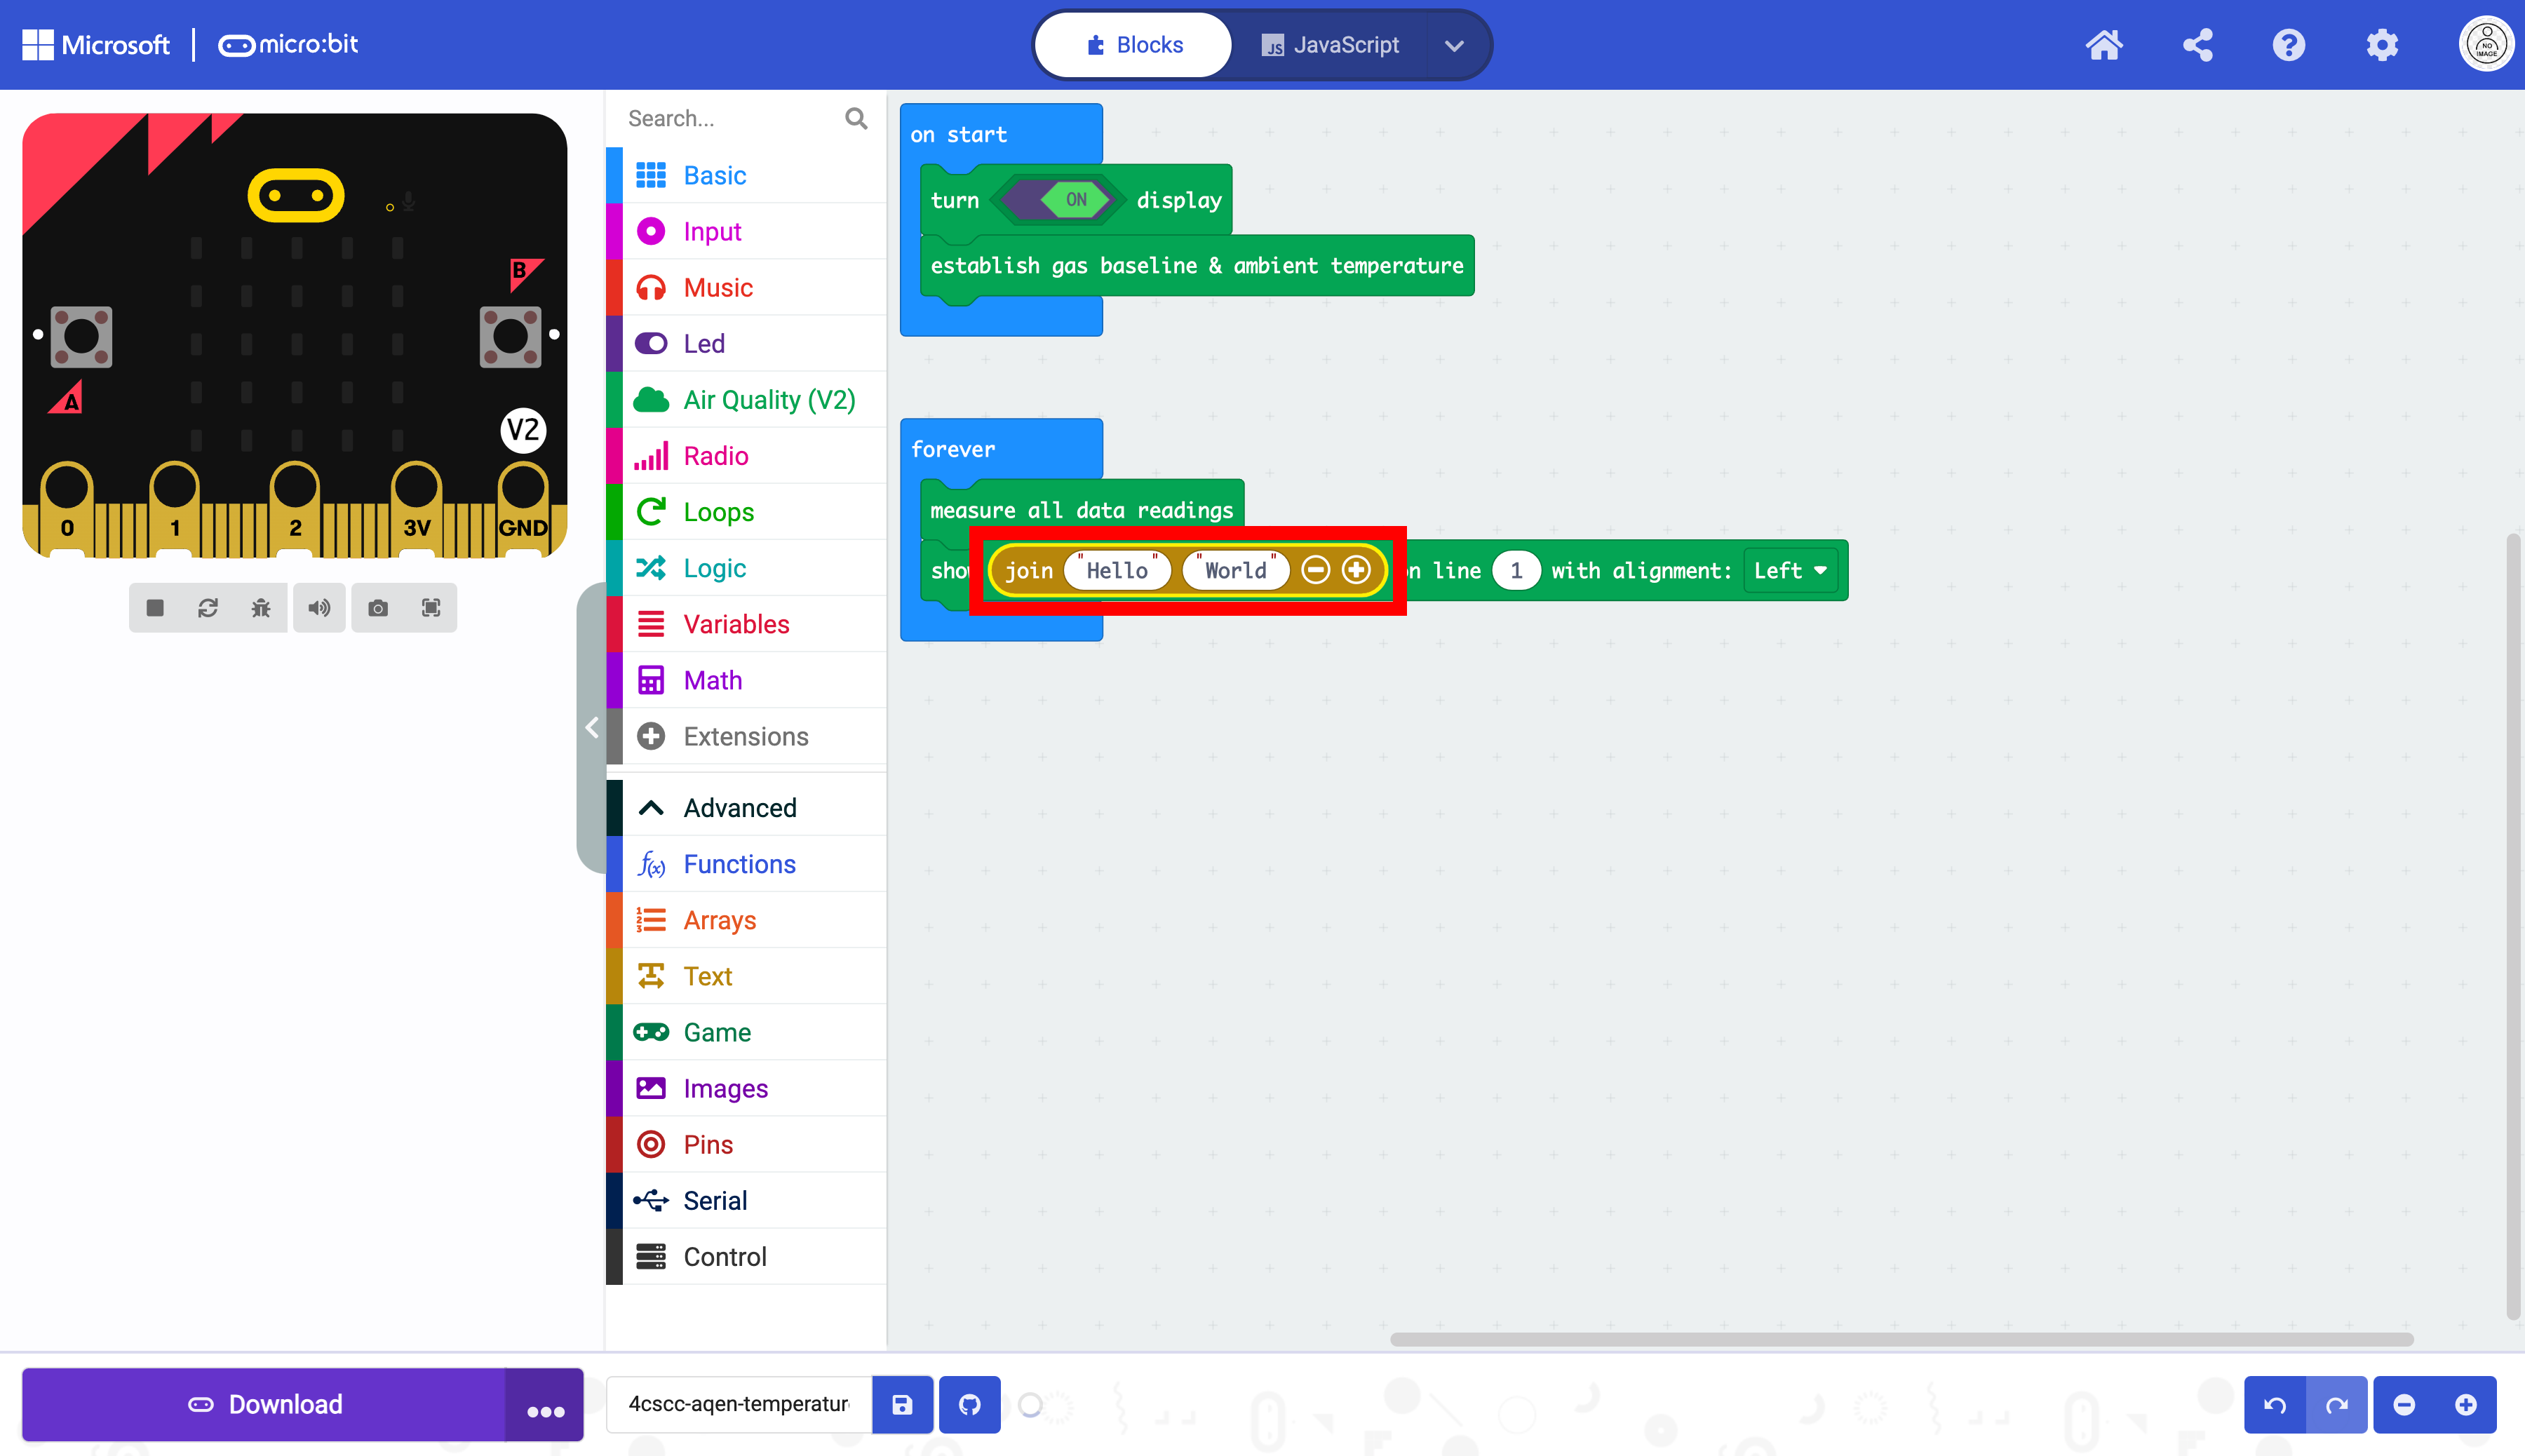 Microsoft | micro:bit
Blocks
JavaScript
NO
IMAGE
B
A
V2
0 1 2 3V GND
Search...
Basic
Input
Music
Led
Air Quality (V2)
Radio
Loops
Logic
Variables
Math
Extensions
Advanced
Functions
Arrays
Text
Game
Images
Pins
Serial
Control
on start
turn ON display
establish gas baseline & ambient temperature
forever
measure all data readings
join "Hello" "World" line 1 with alignment: Left
Download
4cscc-aqen-temperatur